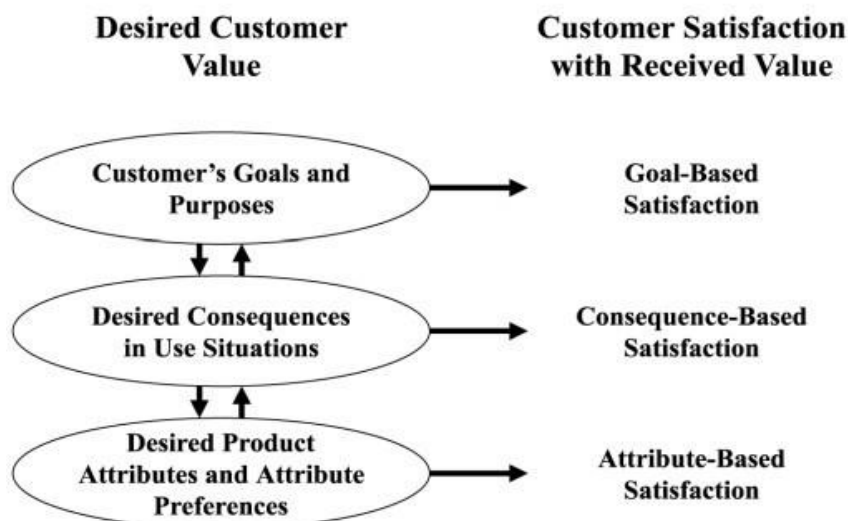 Desired Customer
Value
Customer Satisfaction
with Received Value
Customer's Goals and
Purposes
Goal-Based
Satisfaction
Desired Consequences
in Use Situations
Consequence-Based
Satisfaction
Desired Product
Attributes and Attribute
Preferences
Attribute-Based
Satisfaction